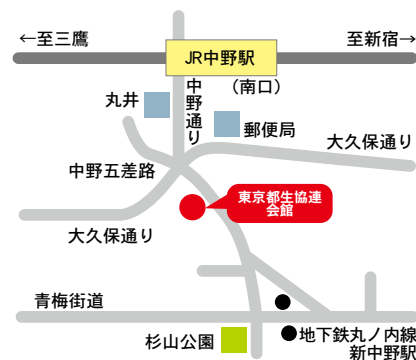 ←至三鷹
至新宿→
JR中野駅
（南口）
丸井
中野通り
郵便局
大久保通り
中野五差路
東京都生協連
会館
大久保通り
青梅街道
杉山公園
地下鉄丸ノ内線
新中野駅